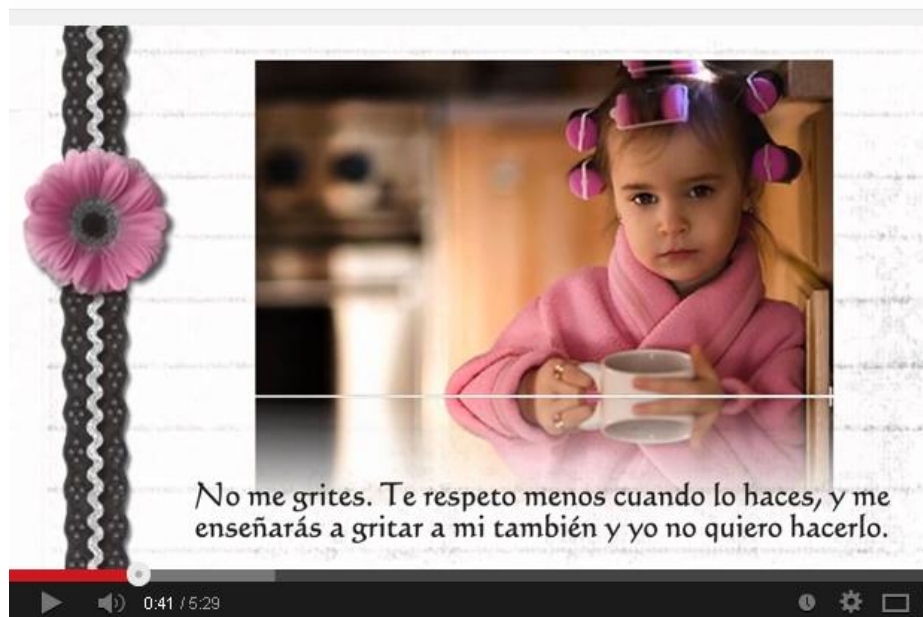 No me grites. Te respeto menos cuando lo haces, y me
enseñarás a gritar a mi también y yo no quiero hacerlo.
0:41 / 5:29